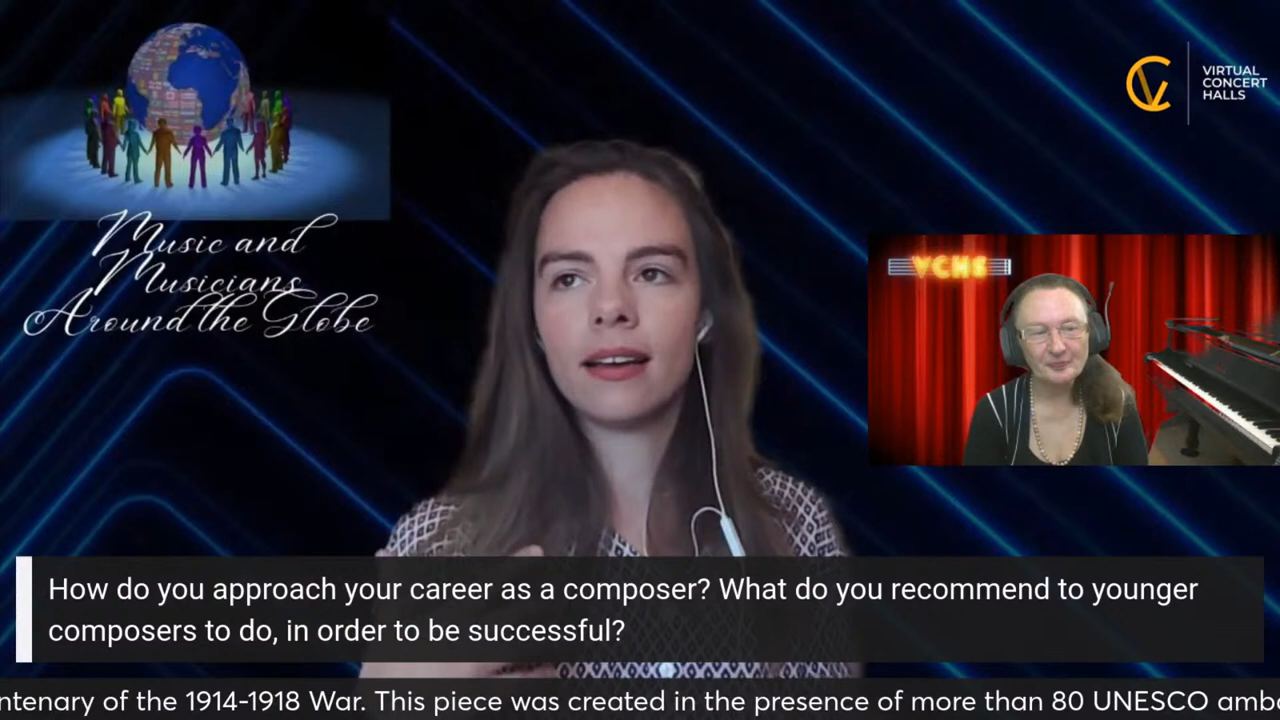 VIRTUAL
CONCERT
HALLS
Music and
Musicians
Around the Globe
VCHS
How do you approach your career as a composer? What do you recommend to younger
composers to do, in order to be successful?
ntenary of the 1914-1918 War. This piece was created in the presence of more than 80 UNESCO amb